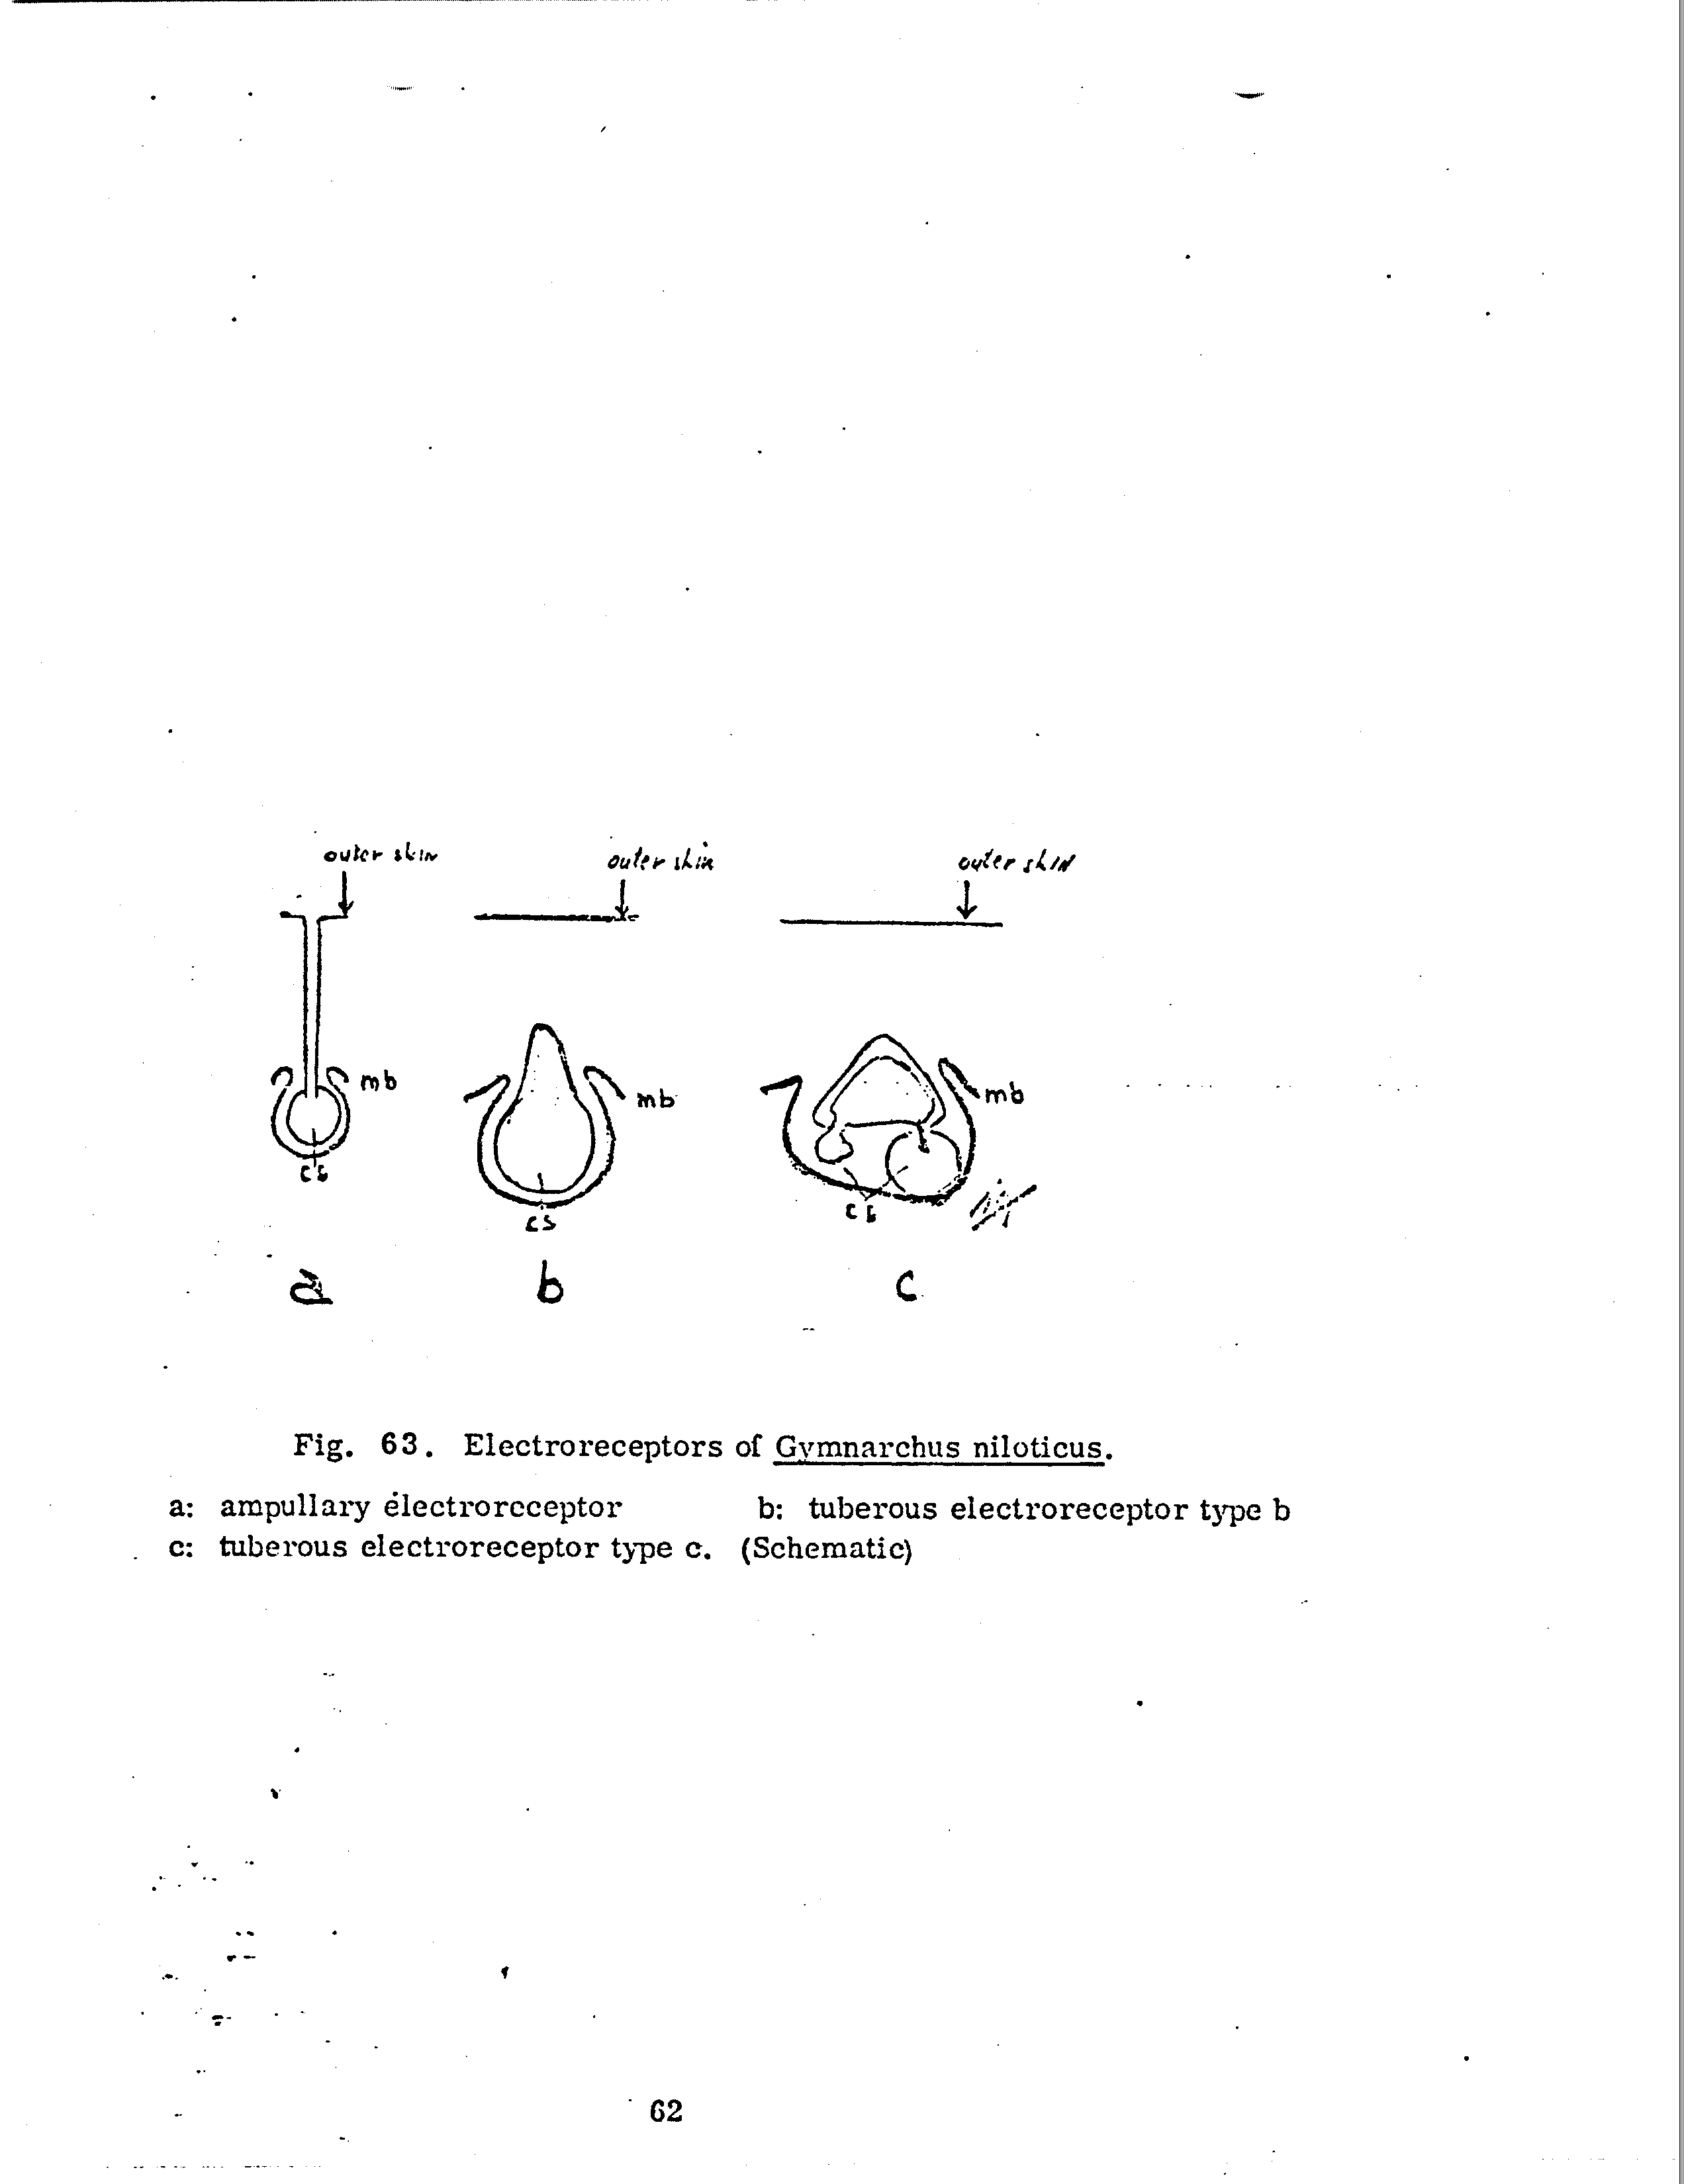 outer skin outer skin outer skin
mb mb mb
cs cs cs
a b c
Fig. 63. Electroreceptors of Gymnarchus niloticus.
a: ampullary electroreceptor b: tuberous electroreceptor type b
c: tuberous electroreceptor type c. (Schematic)
62